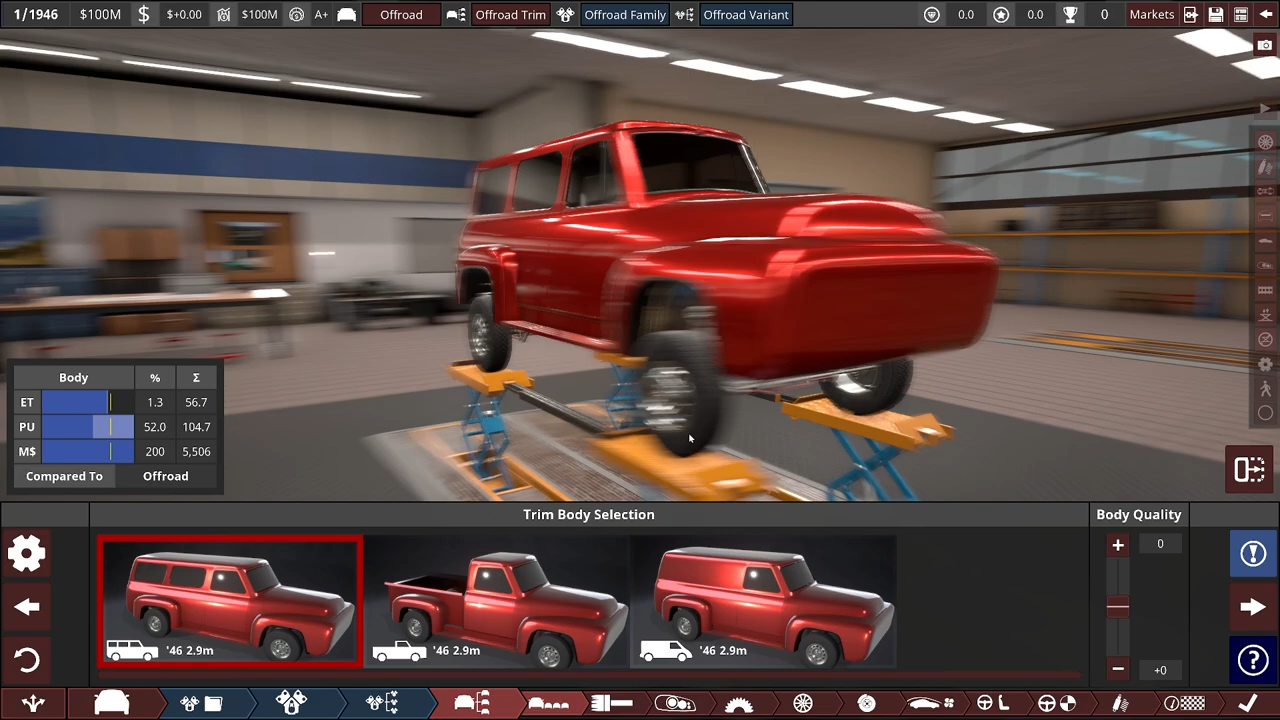 1/1946 $100M $+0.00 $100M A+ Offroad Offroad Trim Offroad Family Offroad Variant 0.0 0.0 0 Markets
Body % Σ
ET 1.3 56.7
PU 52.0 104.7
M$ 200 5,506
Compared To Offroad
Trim Body Selection
Body Quality
+ 0
'46 2.9m
'46 2.9m
'46 2.9m
- +0